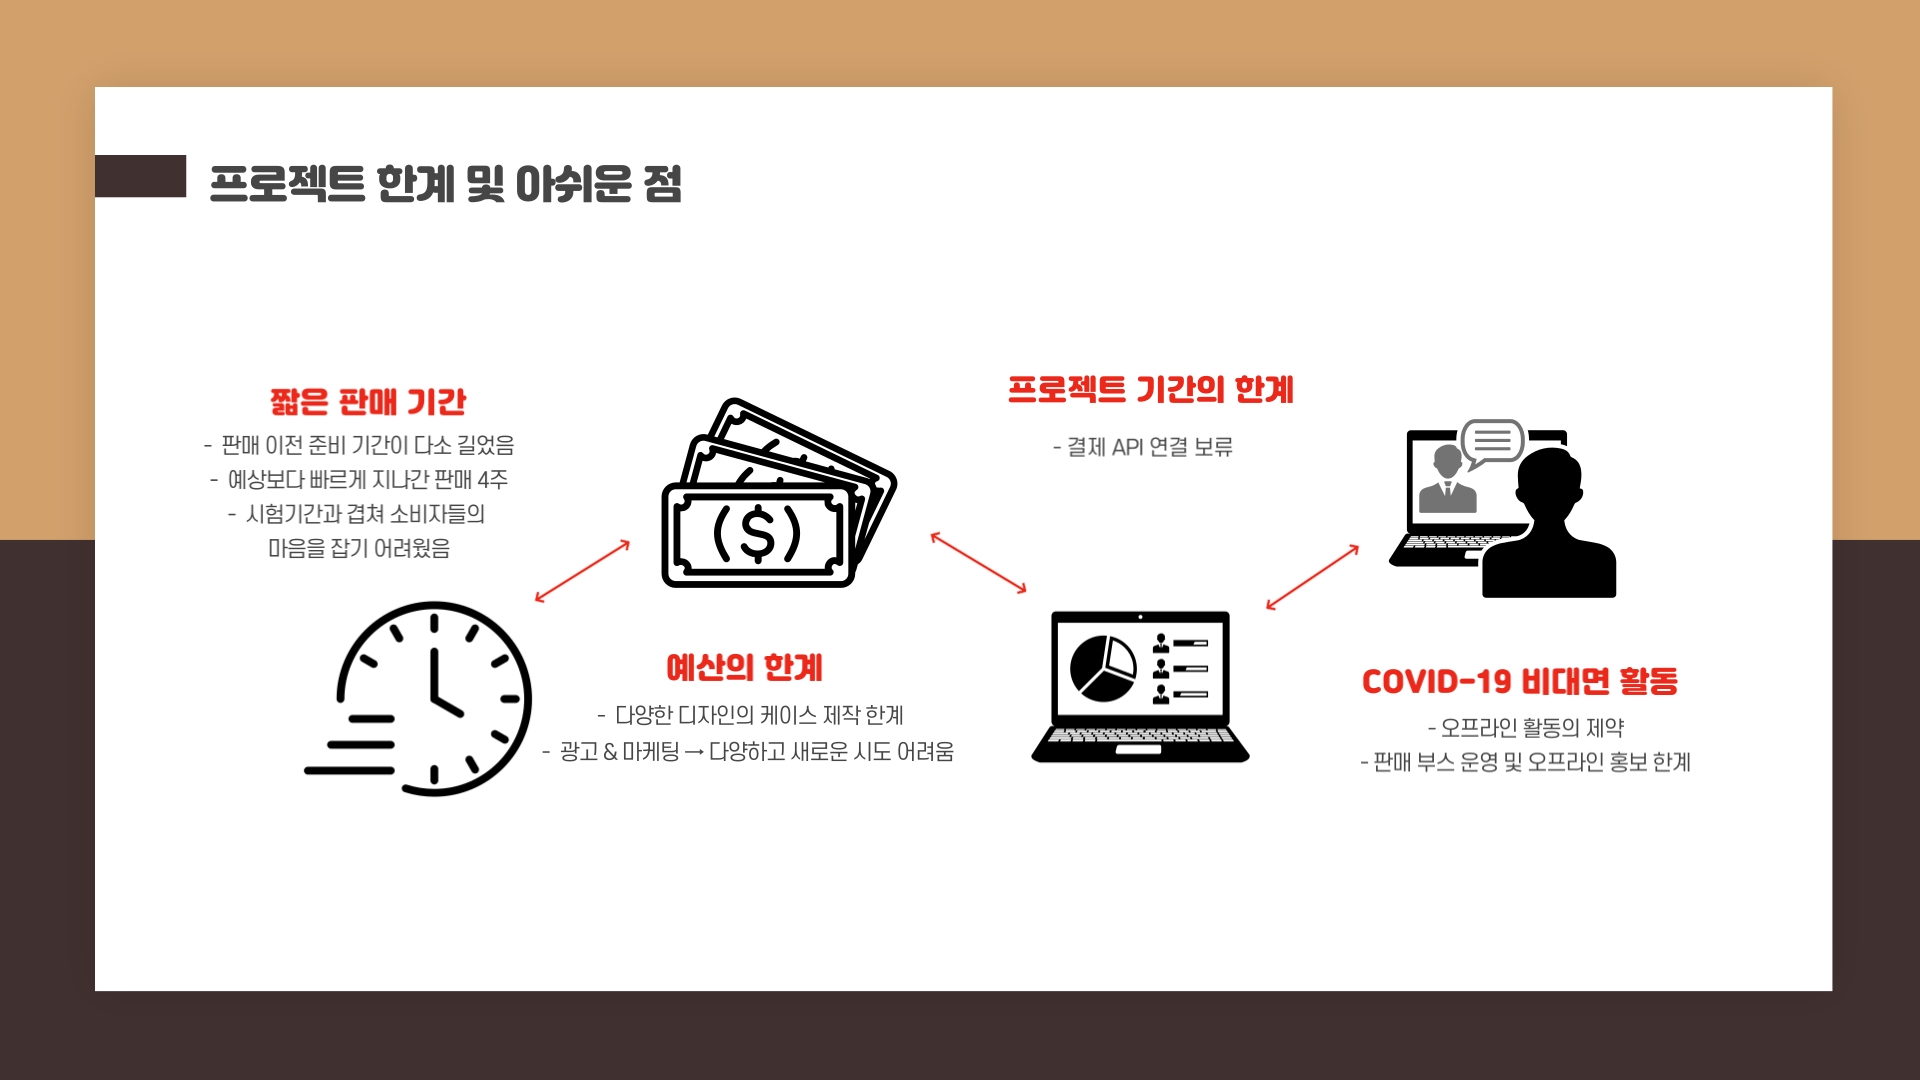 프로젝트 한계 및 아쉬운 점
짧은 판매 기간
- 판매 이전 준비 기간이 다소 길었음
- 예상보다 빠르게 지나간 판매 4주
- 시험기간과 겹쳐 소비자들의
마음을 잡기 어려웠음
($)
예산의 한계
- 다양한 디자인의 케이스 제작 한계
- 광고 & 마케팅 → 다양하고 새로운 시도 어려움
프로젝트 기간의 한계
- 결제 API 연결 보류
COVID-19 비대면 활동
- 오프라인 활동의 제약
- 판매 부스 운영 및 오프라인 홍보 한계